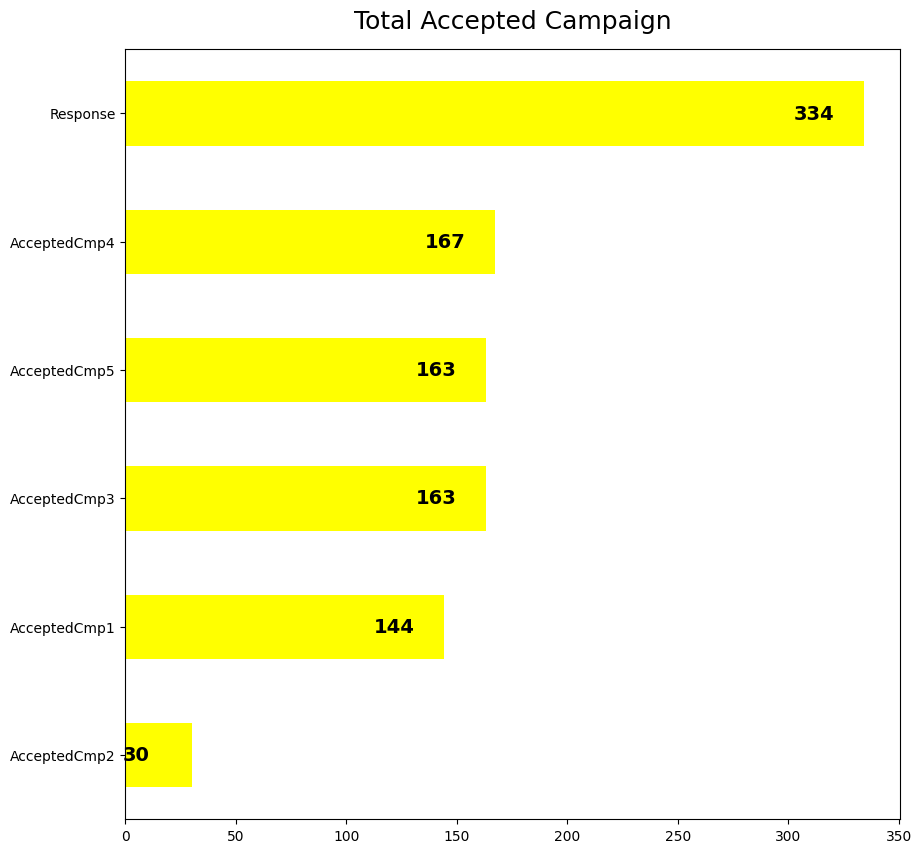 Total Accepted Campaign
Response
334
AcceptedCmp4
167
AcceptedCmp5
163
AcceptedCmp3
163
AcceptedCmp1
144
AcceptedCmp2
30
0 50 100 150 200 250 300 350